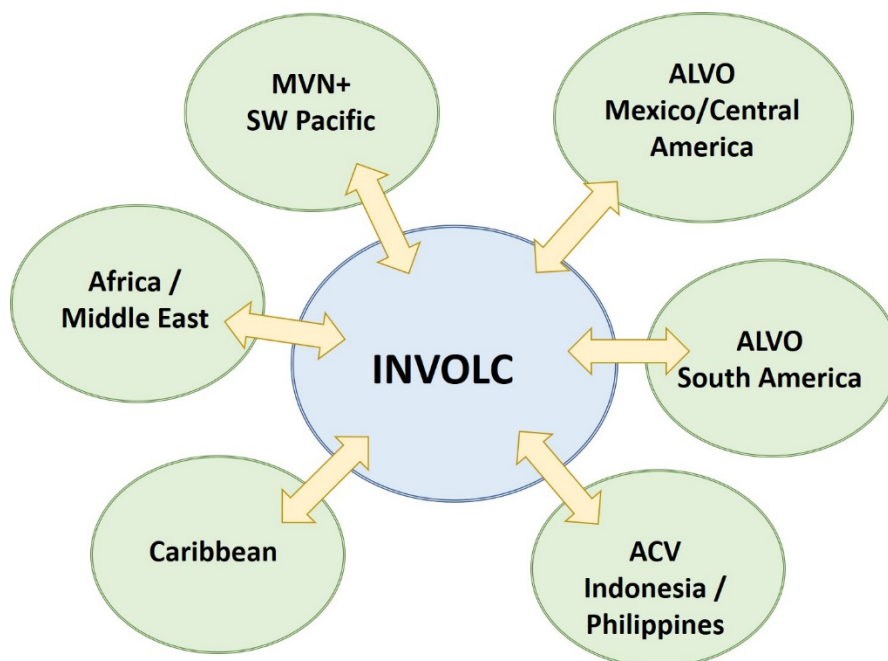 MVN+
SW Pacific
ALVO
Mexico/Central
America
Africa /
Middle East
INVOLC
ALVO
South America
Caribbean
ACV
Indonesia /
Philippines